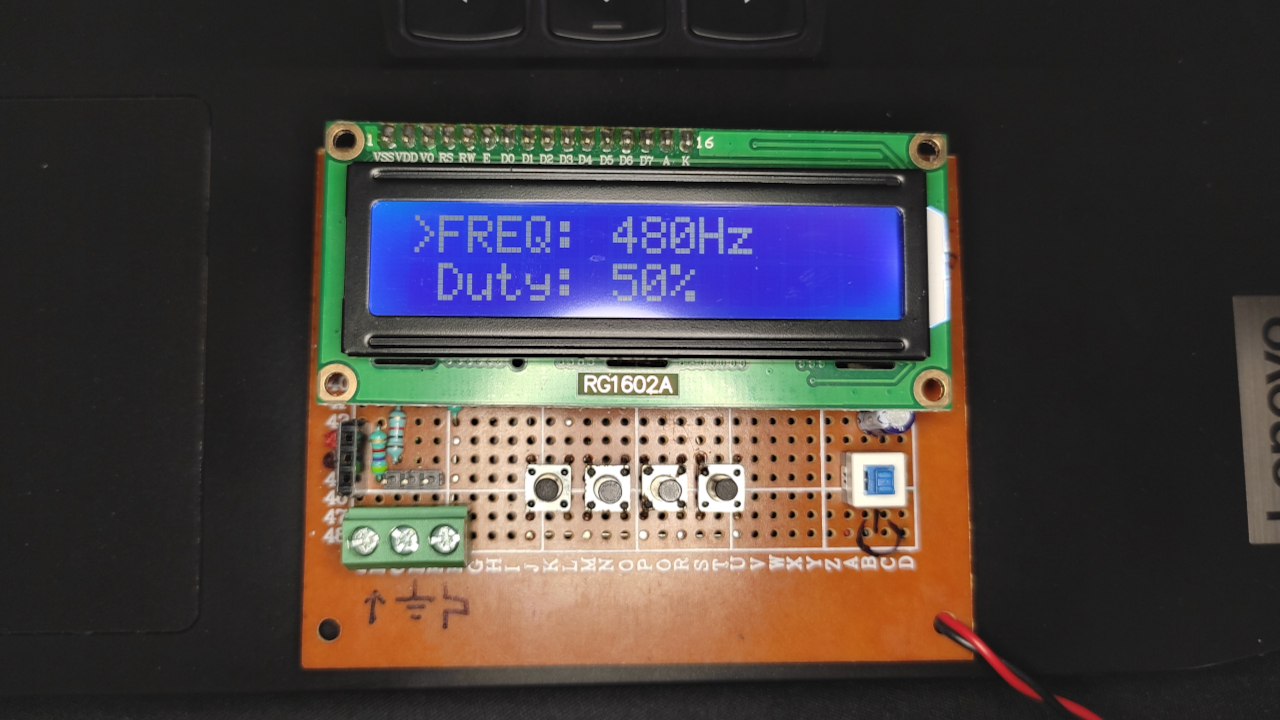 1 16
VSS VDD VO RS RW E D0 D1 D2 D3 D4 D5 D6 D7 A K
>FREQ: 480Hz
Duty: 50%
RG1602A
G H I J K L M N O P Q R S T U V W X Y Z A B C D